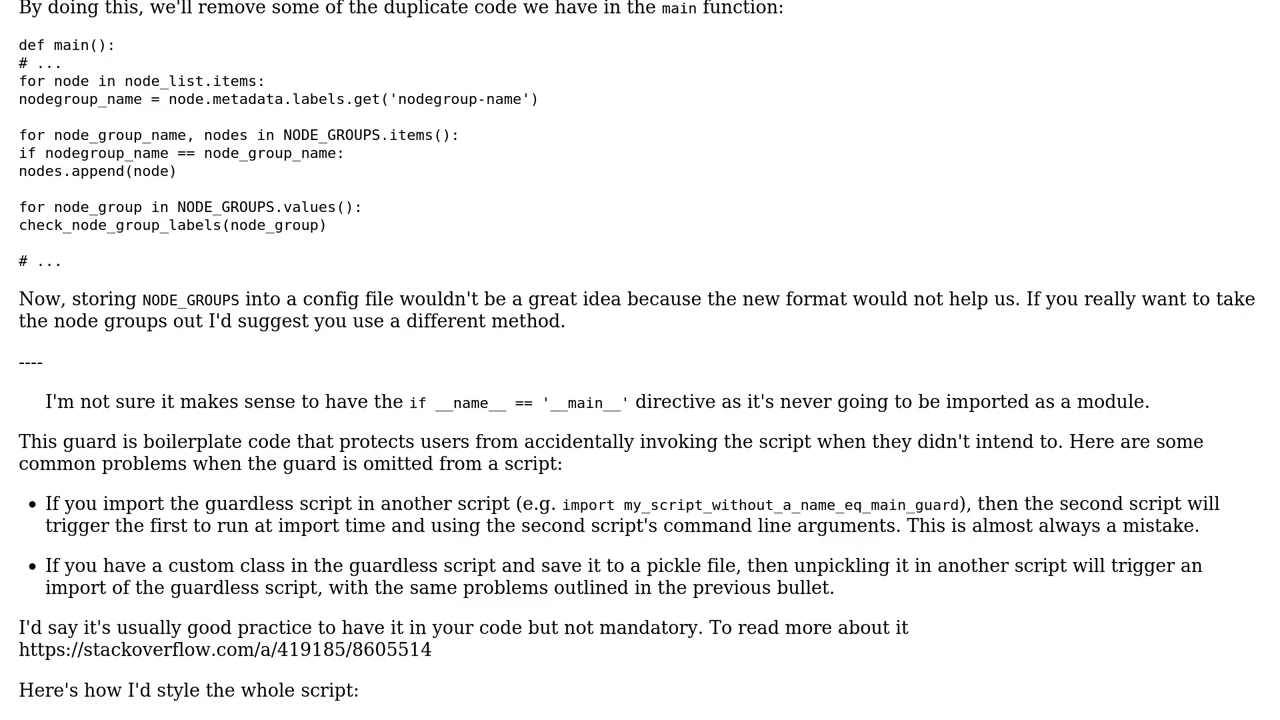 By doing this, we'll remove some of the duplicate code we have in the main function:
def main():
# ...
for node in node_list.items:
nodegroup_name = node.metadata.labels.get('nodegroup-name')
for node_group_name, nodes in NODE_GROUPS.items():
if nodegroup_name == node_group_name:
nodes.append(node)
for node_group in NODE_GROUPS.values():
check_node_group_labels(node_group)
# ...
Now, storing NODE_GROUPS into a config file wouldn't be a great idea because the new format would not help us. If you really want to take
the node groups out I'd suggest you use a different method.
----
I'm not sure it makes sense to have the if __name__ == '__main__' directive as it's never going to be imported as a module.
This guard is boilerplate code that protects users from accidentally invoking the script when they didn't intend to. Here are some
common problems when the guard is omitted from a script:
• If you import the guardless script in another script (e.g. import my_script_without_a_name_eq_main_guard), then the second script will
trigger the first to run at import time and using the second script's command line arguments. This is almost always a mistake.
• If you have a custom class in the guardless script and save it to a pickle file, then unpickling it in another script will trigger an
import of the guardless script, with the same problems outlined in the previous bullet.
I'd say it's usually good practice to have it in your code but not mandatory. To read more about it
https://stackoverflow.com/a/419185/8605514
Here's how I'd style the whole script: